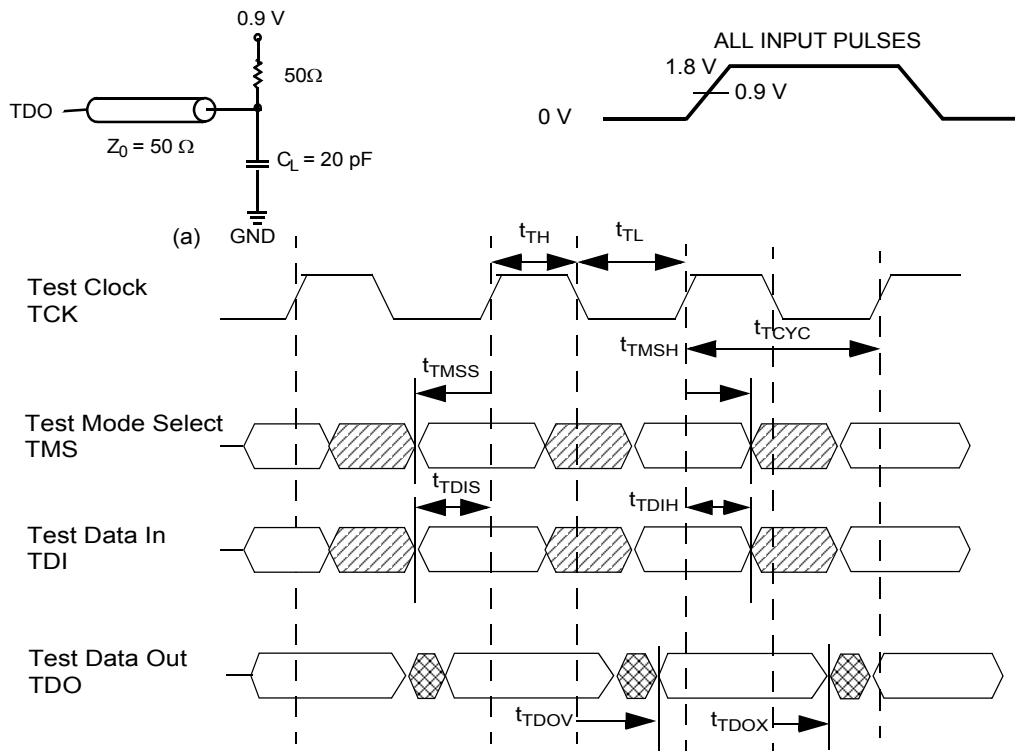 0.9 V
ALL INPUT PULSES
50Ω
1.8 V
0.9 V
TDO
0 V
Z0 = 50 Ω
CL = 20 pF
(a)
GND
tTH
tTL
Test Clock
TCK
tTMSH
tTCYC
tTMSS
Test Mode Select
TMS
tTDIS
tTDIH
Test Data In
TDI
Test Data Out
TDO
tTDOV
tTDOX